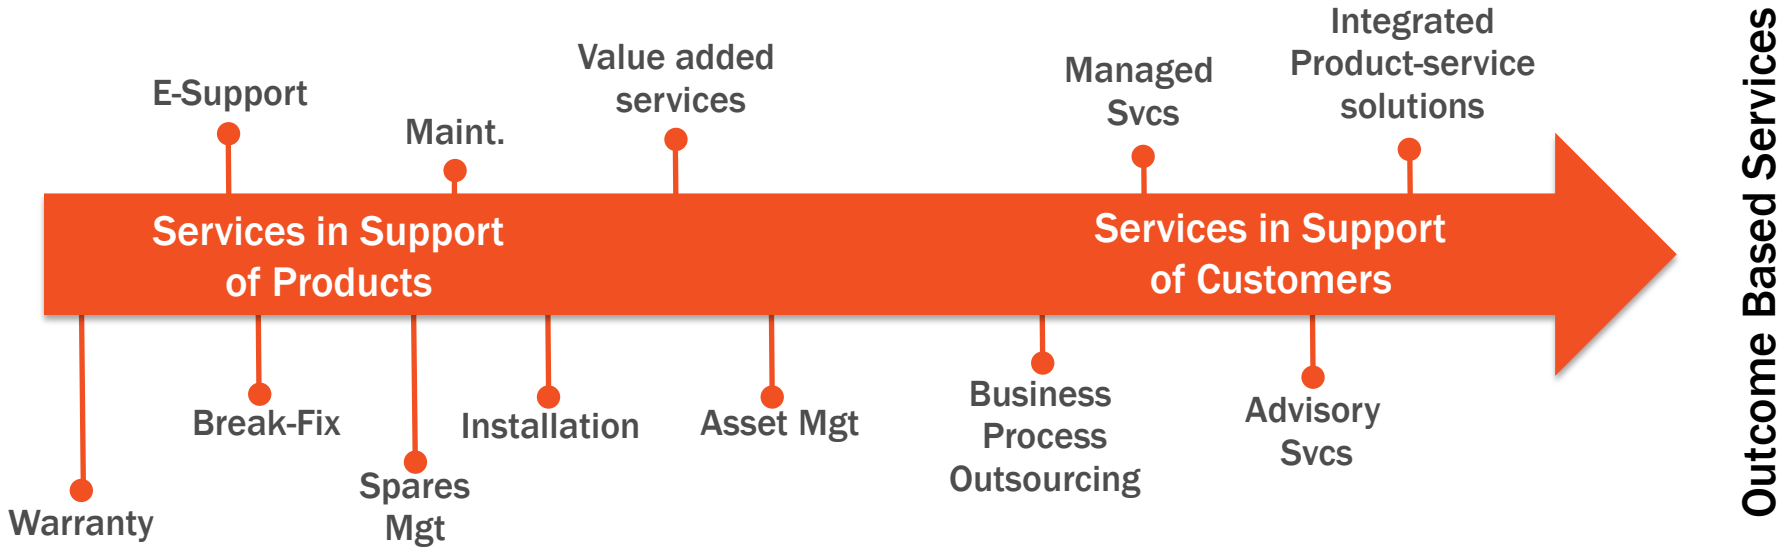 E-Support
Maint.
Value added
services
Managed
Svcs
Integrated
Product-service
solutions
Services in Support
of Products
Services in Support
of Customers
Warranty
Break-Fix
Spares
Mgt
Installation
Asset Mgt
Business
Process
Outsourcing
Advisory
Svcs
Outcome Based Services